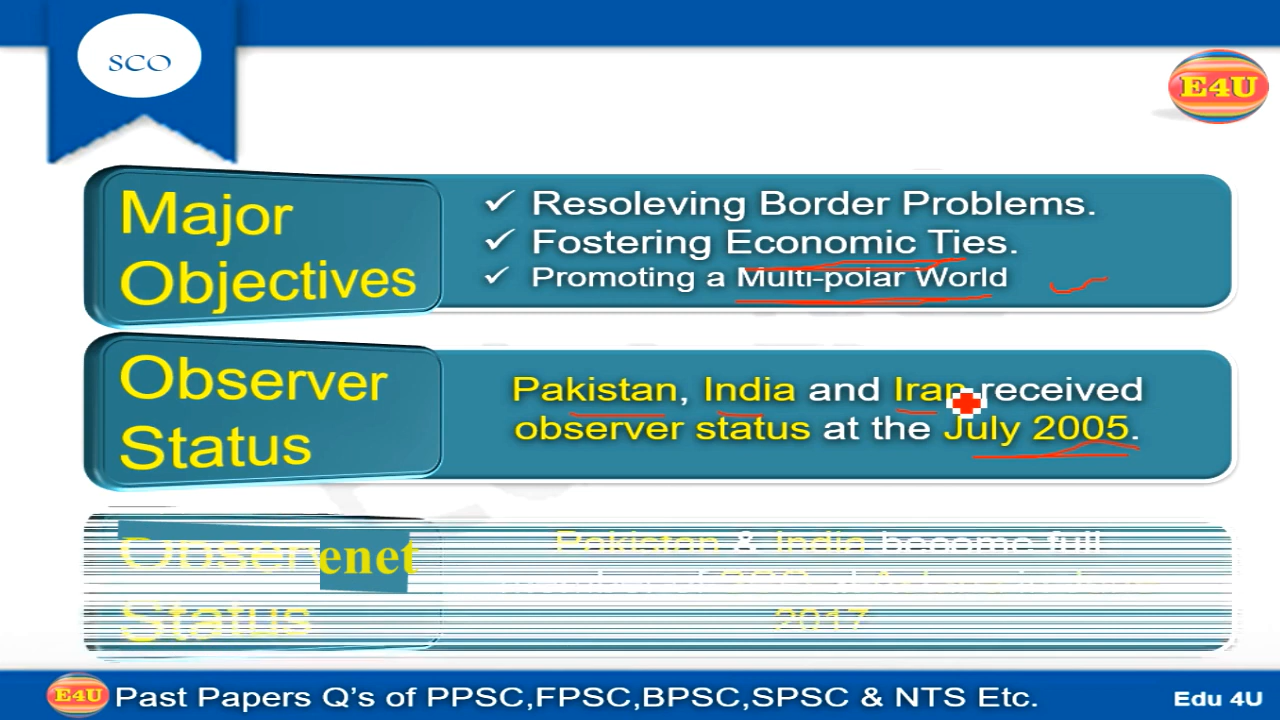 SCO
E4U
Major
Objectives
✓ Resoleving Border Problems.
✓ Fostering Economic Ties.
✓ Promoting a Multi-polar World
Observer
Status
Pakistan, India and Iran received
observer status at the July 2005.
Observ
enet
Status
Pakistan & India become full
2017
E4U Past Papers Q's of PPSC,FPSC,BPSC,SPSC & NTS Etc.
Edu 4U